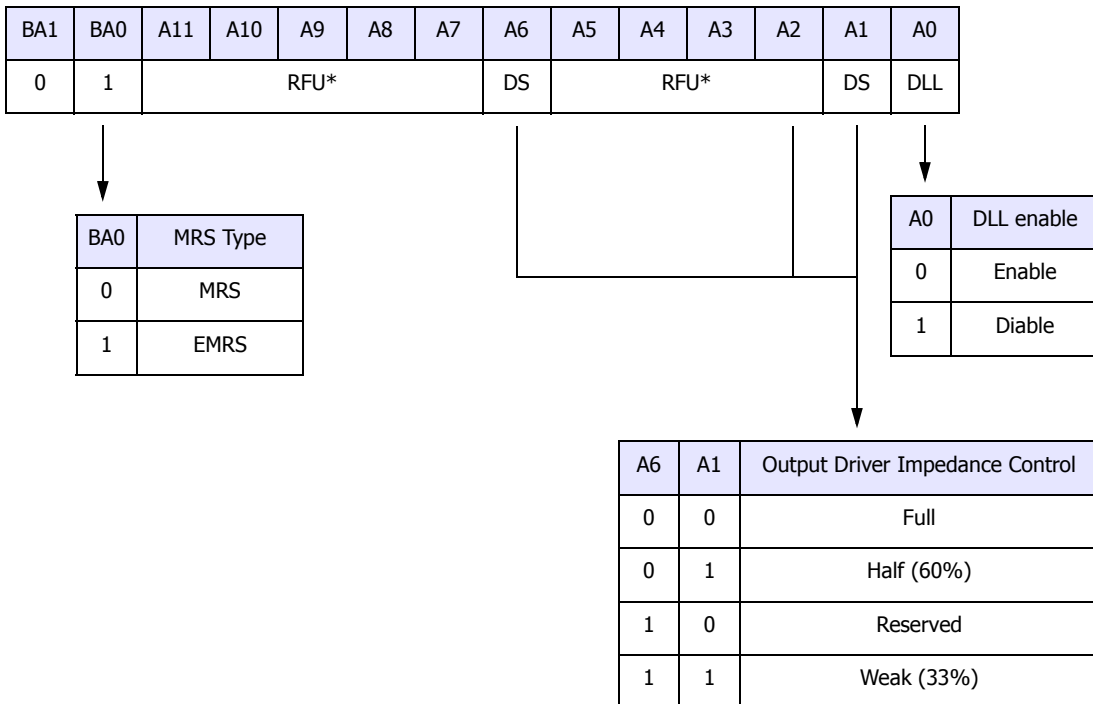 BA1 BA0 A11 A10 A9 A8 A7 A6 A5 A4 A3 A2 A1 A0
0 1 RFU* DS RFU* DS DLL
BA0 MRS Type
0 MRS
1 EMRS
A0 DLL enable
0 Enable
1 Diable
A6 A1 Output Driver Impedance Control
0 0 Full
0 1 Half (60%)
1 0 Reserved
1 1 Weak (33%)